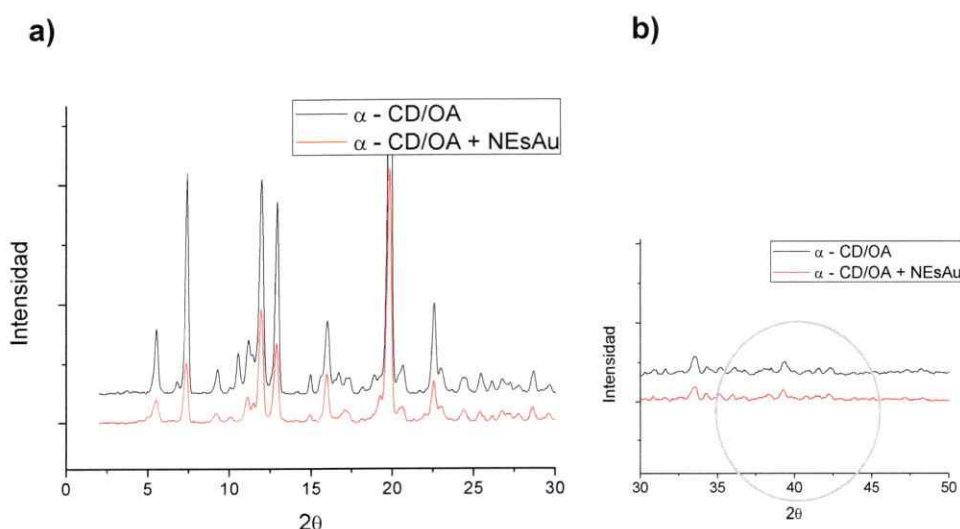 a)
α - CD/OA
α - CD/OA + NEsAu
Intensidad
0 5 10 15 20 25 30
2θ
b)
α - CD/OA
α - CD/OA + NEsAu
Intensidad
30 35 40 45 50
2θ